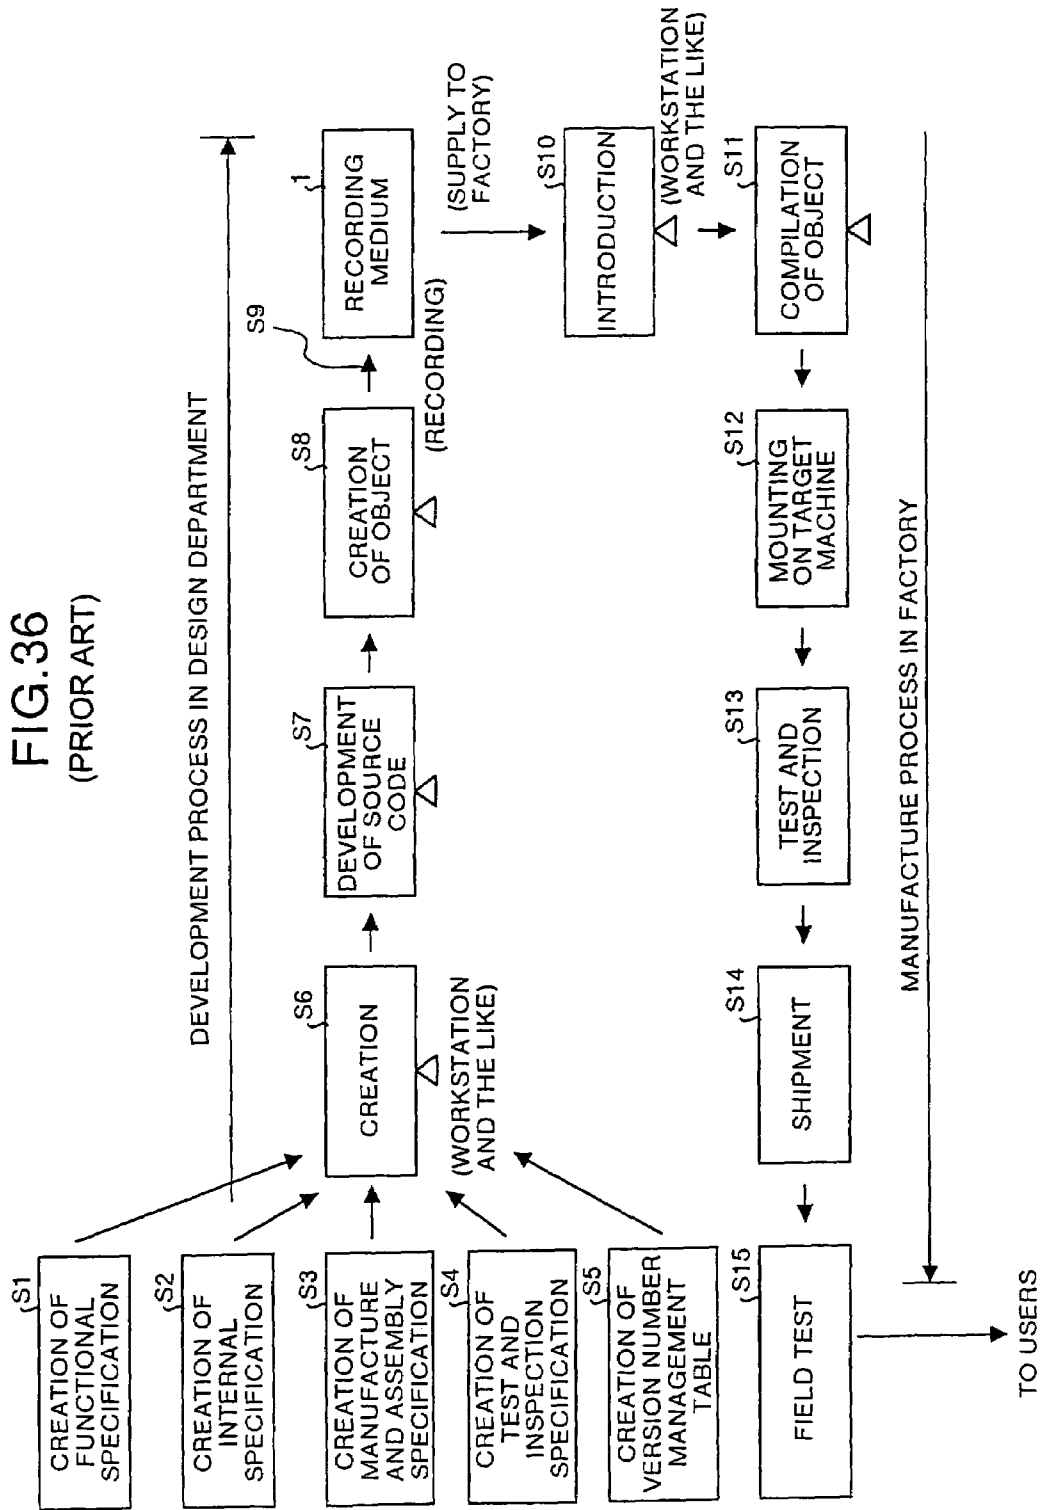 FIG.36
(PRIOR ART)
DEVELOPMENT PROCESS IN DESIGN DEPARTMENT
S1
CREATION OF
FUNCTIONAL
SPECIFICATION
S2
CREATION OF
INTERNAL
SPECIFICATION
S3
CREATION OF
MANUFACTURE
AND ASSEMBLY
SPECIFICATION
S4
CREATION OF
TEST AND
INSPECTION
SPECIFICATION
S5
CREATION OF
VERSION NUMBER
MANAGEMENT
TABLE
S6
CREATION
(WORKSTATION
AND THE LIKE)
S7
DEVELOPMENT
OF SOURCE
CODE
S8
CREATION
OF OBJECT
S9
(RECORDING)
1
RECORDING
MEDIUM
(SUPPLY TO
FACTORY)
S10
INTRODUCTION
(WORKSTATION
AND THE LIKE)
S11
COMPILATION
OF OBJECT
S12
MOUNTING
ON TARGET
MACHINE
S13
TEST AND
INSPECTION
S14
SHIPMENT
S15
FIELD TEST
MANUFACTURE PROCESS IN FACTORY
TO USERS